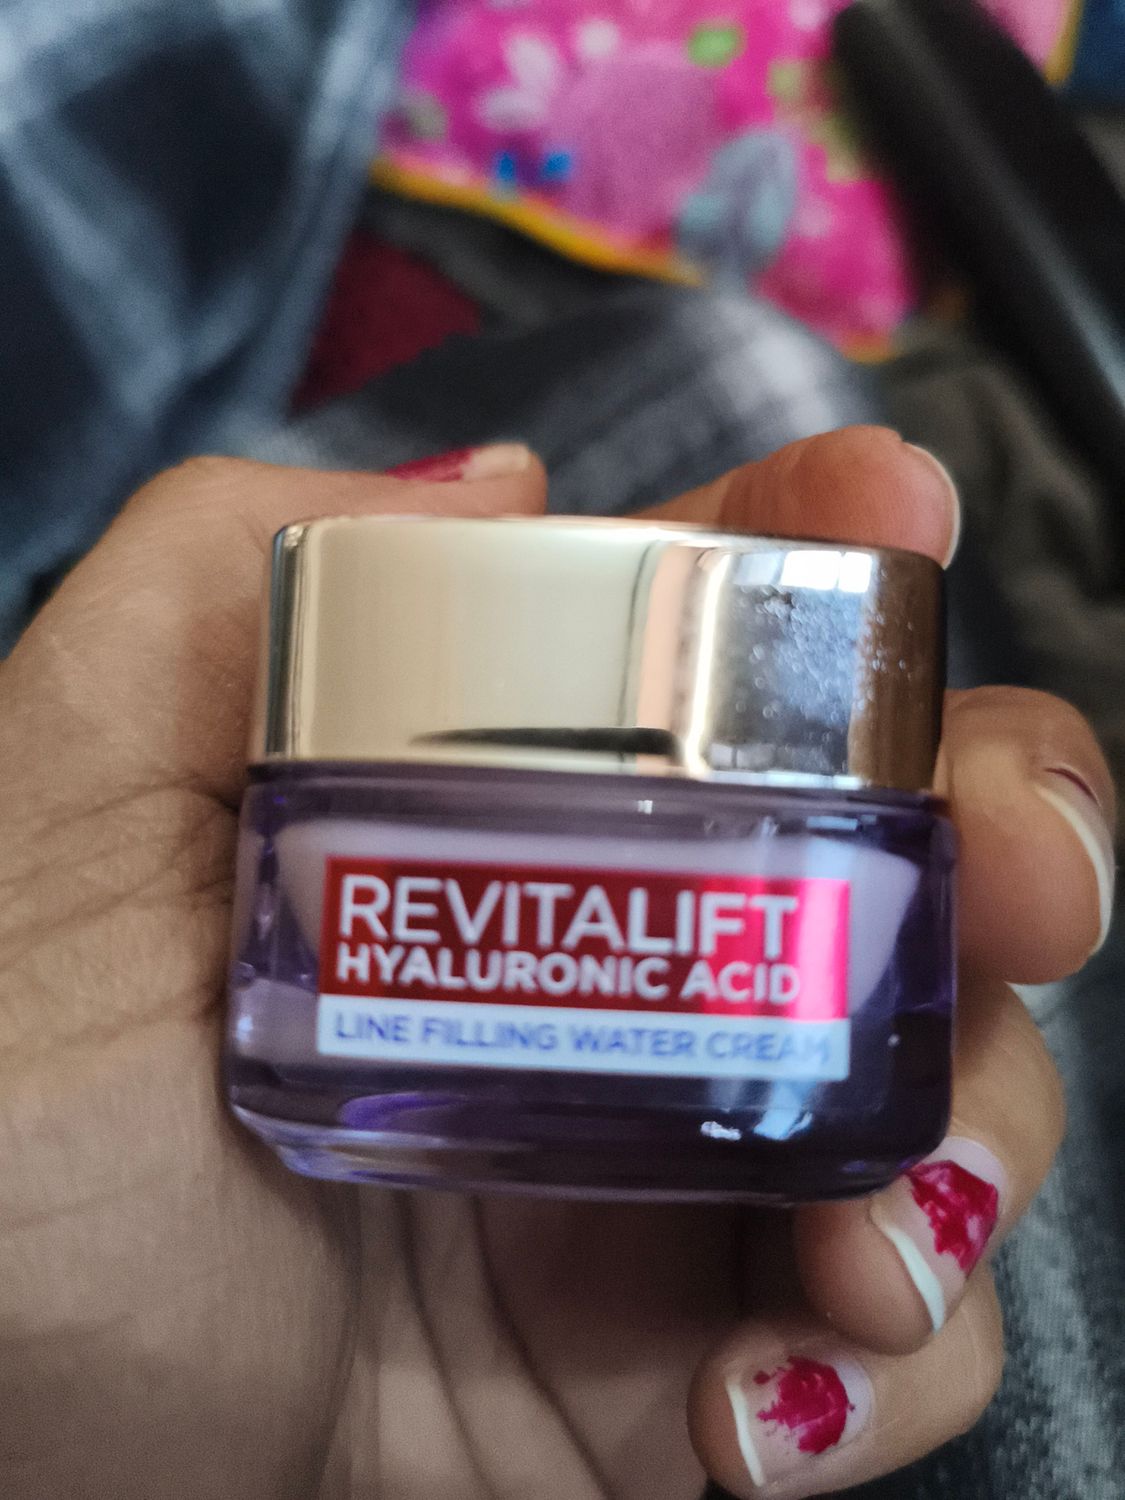 REVITALIFT
HYALURONIC ACID
LINE FILLING WATER CREAM